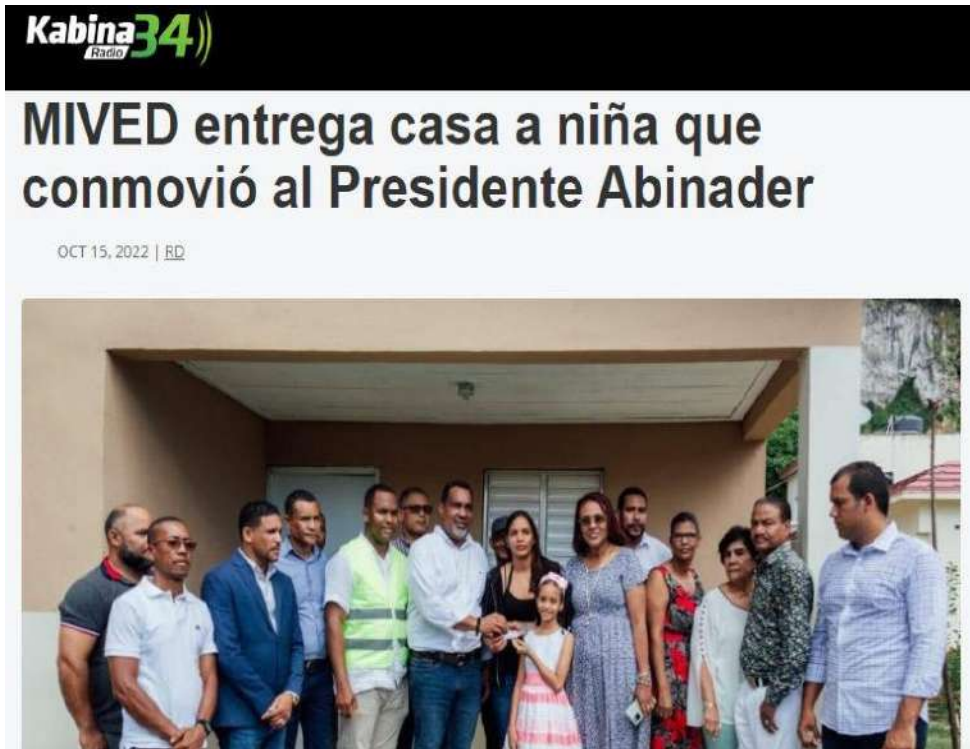 Kabina34
Radio
MIVED entrega casa a niña que
conmovió al Presidente Abinader
OCT 15, 2022 | RD